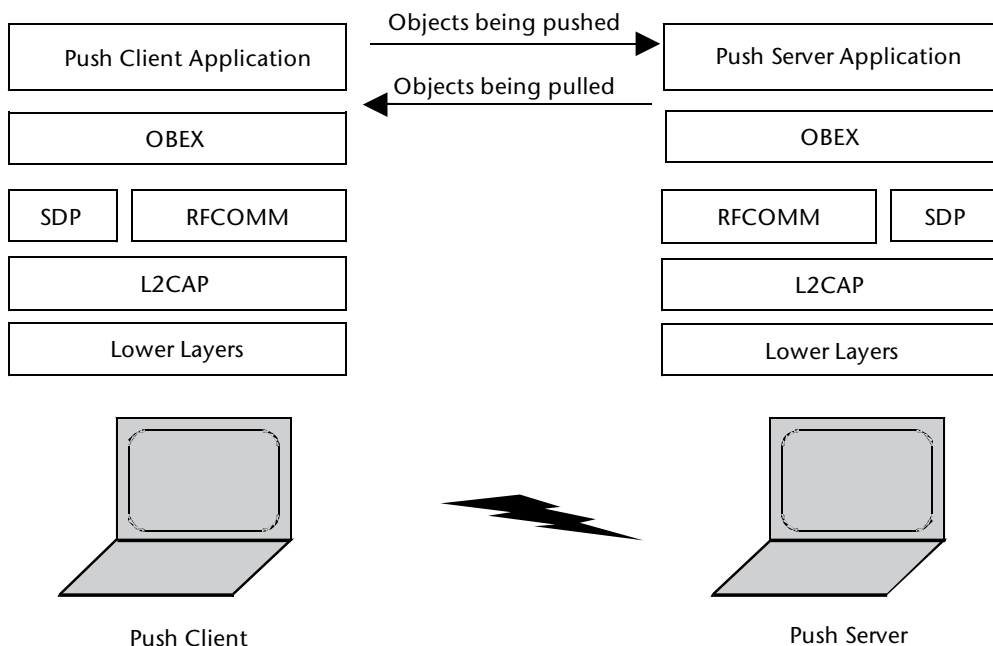 Objects being pushed
Push Client Application
Push Server Application
Objects being pulled
OBEX
OBEX
SDP
RFCOMM
RFCOMM
SDP
L2CAP
L2CAP
Lower Layers
Lower Layers
Push Client
Push Server